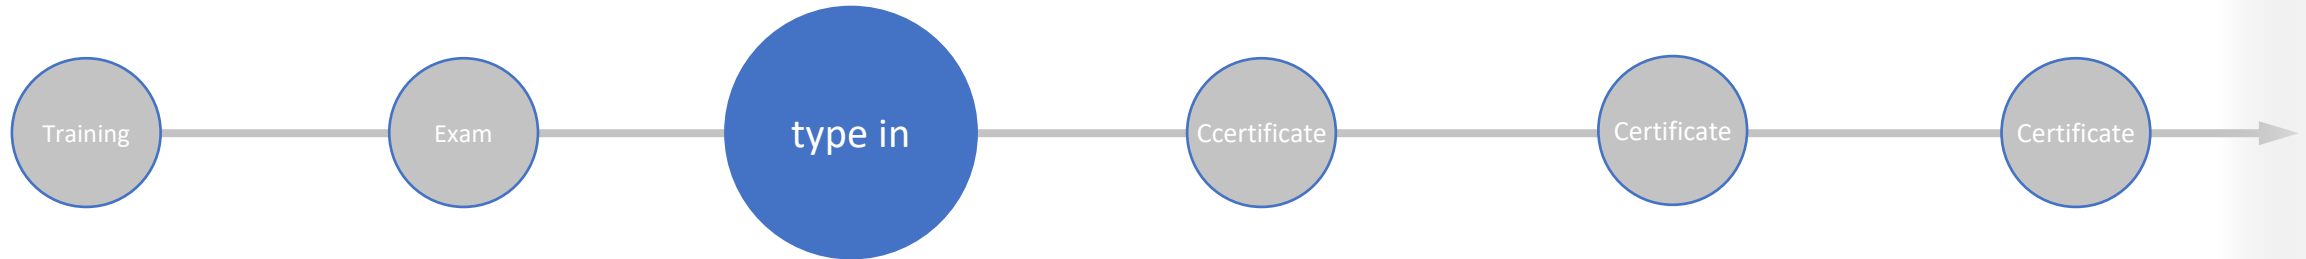 Training
Exam
type in
Ccertificate
Certificate
Certificate